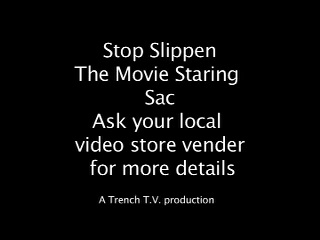 Stop Slippen
The Movie Staring
Sac
Ask your local
video store vender
for more details
A Trench T.V. production